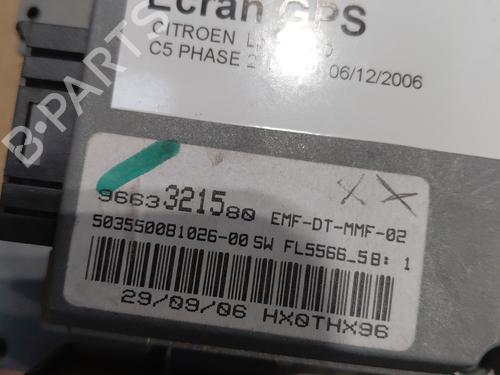 Ecran GPS
CITROEN
C5 PHASE 2 06/12/2006
B-PARTS
9663321580 EMF-DT-MMF-02
503550081026-00 SW FL5566_5B: 1
29/09/06 HX0THX96